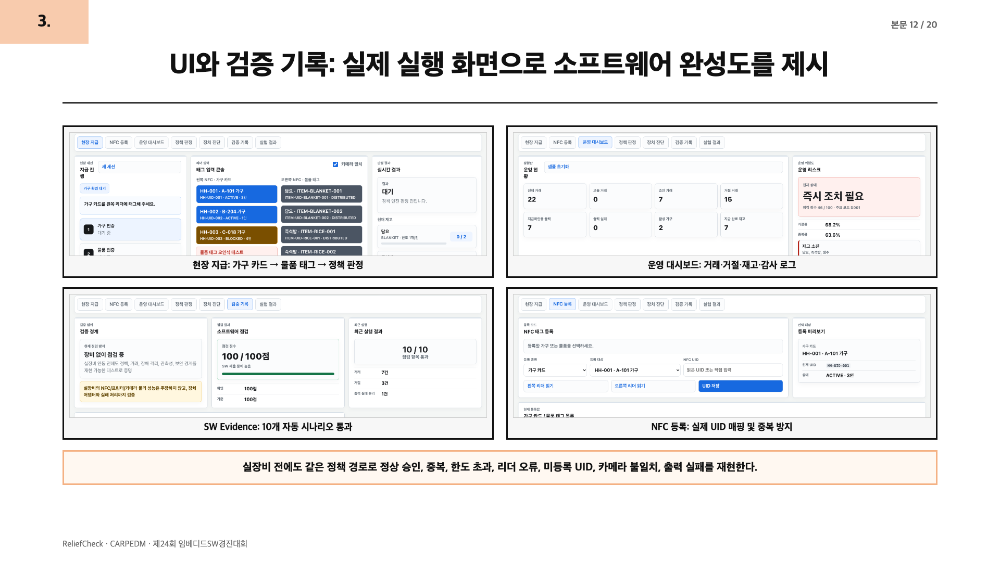 3.
본문 12 / 20
UI와 검증 기록: 실제 실행 화면으로 소프트웨어 완성도를 제시
현장 지급
NFC 등록
운영 대시보드
정책 판정
장치 진단
검증 기록
실험 결과
현장 세션
지급 진
행
새 세션
가구 확인 대기
가구 카드를 왼쪽 리더에 태그해 주세요.
1
가구 인증
대기 중
2
물품 인증
리더 입력
태그 입력 콘솔
카메라 일치
왼쪽 NFC · 가구 카드
HH-001 · A-101 가구
HH-UID-001 · ACTIVE · 3인
HH-002 · B-204 가구
HH-UID-002 · ACTIVE · 1인
HH-003 · C-018 가구
HH-UID-003 · BLOCKED · 4인
물품 태그 오인식 테스트
오른쪽 NFC · 물품 태그
담요 · ITEM-BLANKET-001
ITEM-UID-BLANKET-001 · DISTRIBUTED
담요 · ITEM-BLANKET-002
ITEM-UID-BLANKET-002 · DISTRIBUTED
즉석밥 · ITEM-RICE-001
ITEM-UID-RICE-001 · DISTRIBUTED
즉석밥 · ITEM-RICE-002
판정 결과
실시간 결과
결과
대기
정책 엔진 판정 전입니다.
현재 재고
담요
BLANKET · 한도 1개/인
0 / 2
현장 지급: 가구 카드 → 물품 태그 → 정책 판정
현장 지급
NFC 등록
운영 대시보드
정책 판정
장치 진단
검증 기록
실험 결과
상황판
운영 현
황
샘플 초기화
전체 거래
22
오늘 거래
0
승인 거래
7
거절 거래
15
지급확인증 출력
7
출력 실패
0
활성 가구
2
지급 완료 재고
7
운영 위험도
운영 리스크
현재 상태
즉시 조치 필요
점검 점수 46 / 100 · 주요 코드 D001
거절률
68.2%
중복률
63.6%
재고 소진
담요, 즉석밥, 생수
운영 대시보드: 거래·거절·재고·감사 로그
현장 지급
NFC 등록
운영 대시보드
정책 판정
장치 진단
검증 기록
실험 결과
검증 범위
검증 경계
현재 점검 방식
장비 없이 점검 중
실장비 연동 전에도 정책, 거래, 장애 격리, 관측성, 보안 경계를
재현 가능한 테스트로 증명
실장비의 NFC/프린터/카메라 물리 성능은 주장하지 않고, 장치
어댑터와 실패 처리까지 검증
점검 결과
소프트웨어 점검
점검 점수
100 / 100점
SW 제출 준비 높음
확인
100점
기준
100점
최근 실행
최근 실행 결과
10 / 10
점검 항목 통과
거래
7건
거절
3건
출력 실패 분리
1건
SW Evidence: 10개 자동 시나리오 통과
현장 지급
NFC 등록
운영 대시보드
정책 판정
장치 진단
검증 기록
실험 결과
등록 모드
NFC 태그 등록
등록할 가구 또는 물품을 선택하세요.
등록 종류
가구 카드
등록 대상
HH-001 · A-101 가구
NFC UID
읽은 UID 또는 직접 입력
왼쪽 리더 읽기
오른쪽 리더 읽기
UID 저장
현재 등록값
가구 카드 / 물품 태그 목록
선택 대상
등록 미리보기
가구 카드
HH-001 · A-101 가구
현재 UID
HH-UID-001
상태
ACTIVE · 3인
NFC 등록: 실제 UID 매핑 및 중복 방지
실장비 전에도 같은 정책 경로로 정상 승인, 중복, 한도 초과, 리더 오류, 미등록 UID, 카메라 불일치, 출력 실패를 재현한다.
ReliefCheck · CARPEDM · 제24회 임베디드SW경진대회